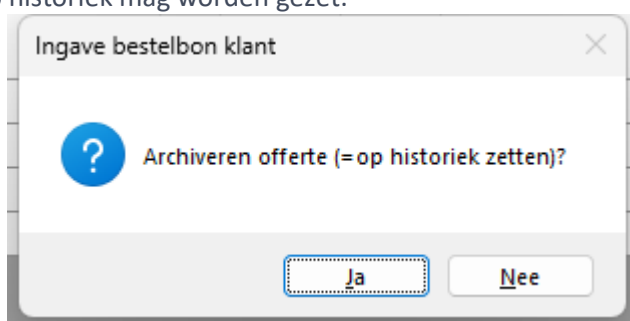 historiek mag worden gezet.
Ingave bestelbon klant
?
Archiveren offerte (=op historiek zetten)?
Ja
Nee